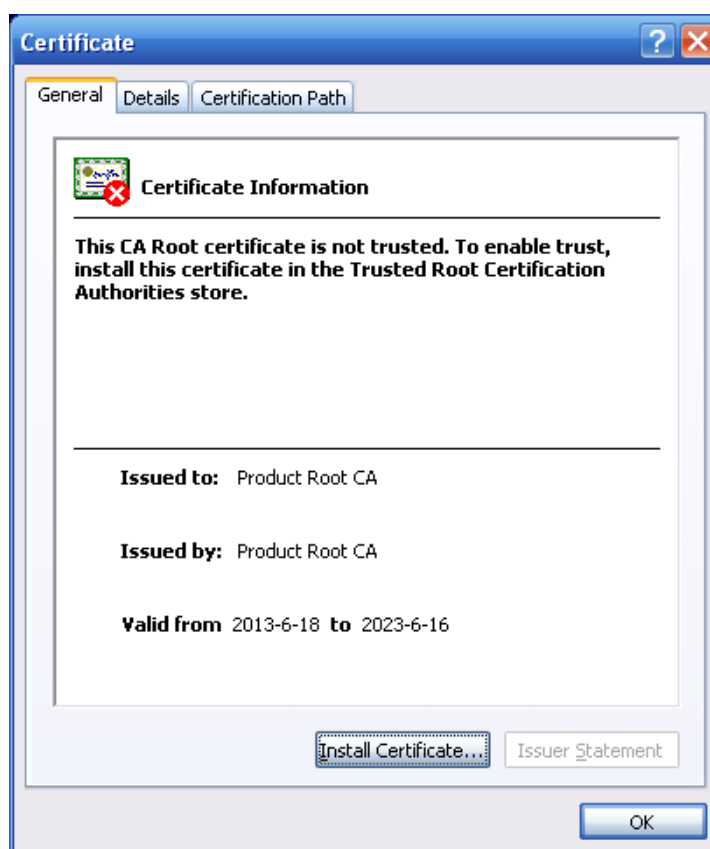 Certificate
General Details Certification Path
Certificate Information
This CA Root certificate is not trusted. To enable trust,
install this certificate in the Trusted Root Certification
Authorities store.
Issued to: Product Root CA
Issued by: Product Root CA
Valid from 2013-6-18 to 2023-6-16
Install Certificate... Issuer Statement
OK